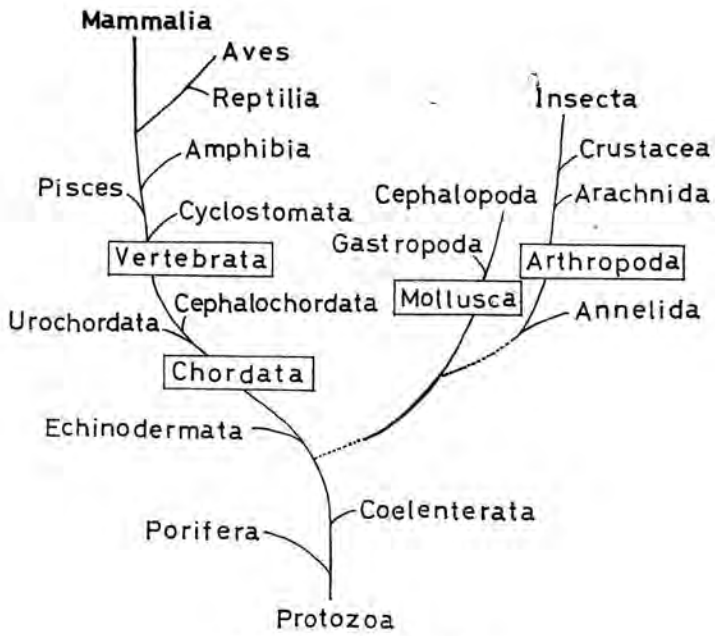 Mammalia
Aves
Reptilia
Insecta
Amphibia
Crustacea
Pisces
Cephalopoda
Arachnida
Cyclostomata
Gastropoda
Vertebrata
Arthropoda
Cephalochordata
Mollusca
Urochordata
Annelida
Chordata
Echinodermata
Coelenterata
Porifera
Protozoa